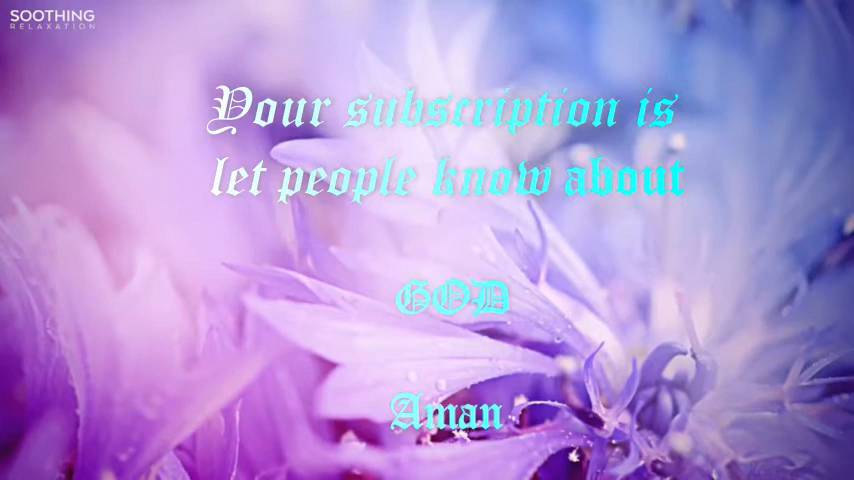 SOOTHING
RELAXATION
Your subscription is
let people know about
GOD
Aman